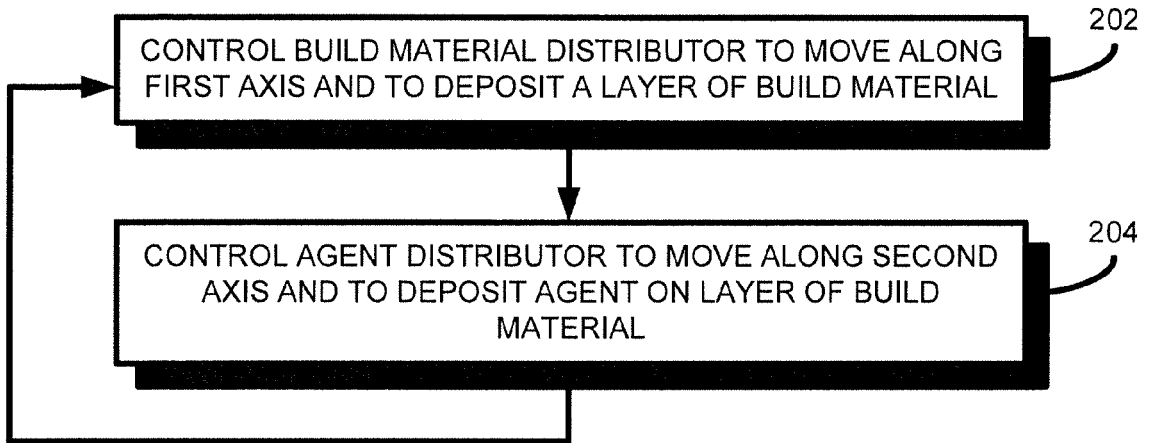 202
CONTROL BUILD MATERIAL DISTRIBUTOR TO MOVE ALONG
FIRST AXIS AND TO DEPOSIT A LAYER OF BUILD MATERIAL
204
CONTROL AGENT DISTRIBUTOR TO MOVE ALONG SECOND
AXIS AND TO DEPOSIT AGENT ON LAYER OF BUILD
MATERIAL